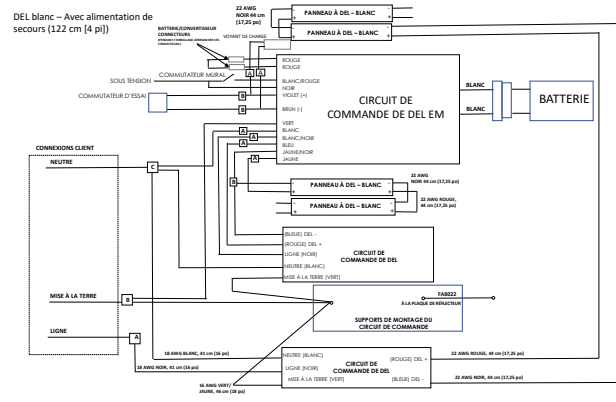 DEL blanc – Avec alimentation de
secours (122 cm [4 pi])
22 AWG
NOIR 44 cm
(17,25 po)
PANNEAU À DEL – BLANC
PANNEAU À DEL – BLANC
BATTERIE/CONVERTISSEUR
CONNECTEURS
VOYANT DE CHARGE
COMMUTATEUR MURAL
SOUS TENSION
COMMUTATEUR D'ESSAI
A
A
B
B
ROUGE
ROUGE
BLANC/ROUGE
NOIR
VIOLET (+)
BRUN (-)
VERT
BLANC
BLANC/NOIR
BLEU
JAUNE/NOIR
JAUNE
CIRCUIT DE
COMMANDE DE DEL EM
BLANC
BLANC
BATTERIE
A
A
A
A
B
CONNEXIONS CLIENT
NEUTRE
C
MISE À LA TERRE
B
LIGNE
A
- PANNEAU À DEL – BLANC -
+ +
- PANNEAU À DEL – BLANC -
+ +
22 AWG
NOIR 44 cm (17,25 po)
22 AWG ROUGE,
44 cm (17,25 po)
(BLEUE) DEL -
(ROUGE) DEL +
LIGNE (NOIR)
NEUTRE (BLANC)
MISE À LA TERRE (VERT)
CIRCUIT DE
COMMANDE DE DEL
FA8022
À LA PLAQUE DE RÉFLECTEUR
SUPPORTS DE MONTAGE DU
CIRCUIT DE COMMANDE
18 AWG BLANC, 41 cm (16 po)
18 AWG NOIR, 41 cm (16 po)
16 AWG VERT/
JAUNE, 46 cm (18 po)
NEUTRE (BLANC)
LIGNE (NOIR)
MISE À LA TERRE (VERT)
CIRCUIT DE
COMMANDE DE DEL
(ROUGE) DEL +
(BLEUE) DEL -
22 AWG ROUGE, 44 cm (17,25 po)
22 AWG NOIR, 44 cm (17,25 po)